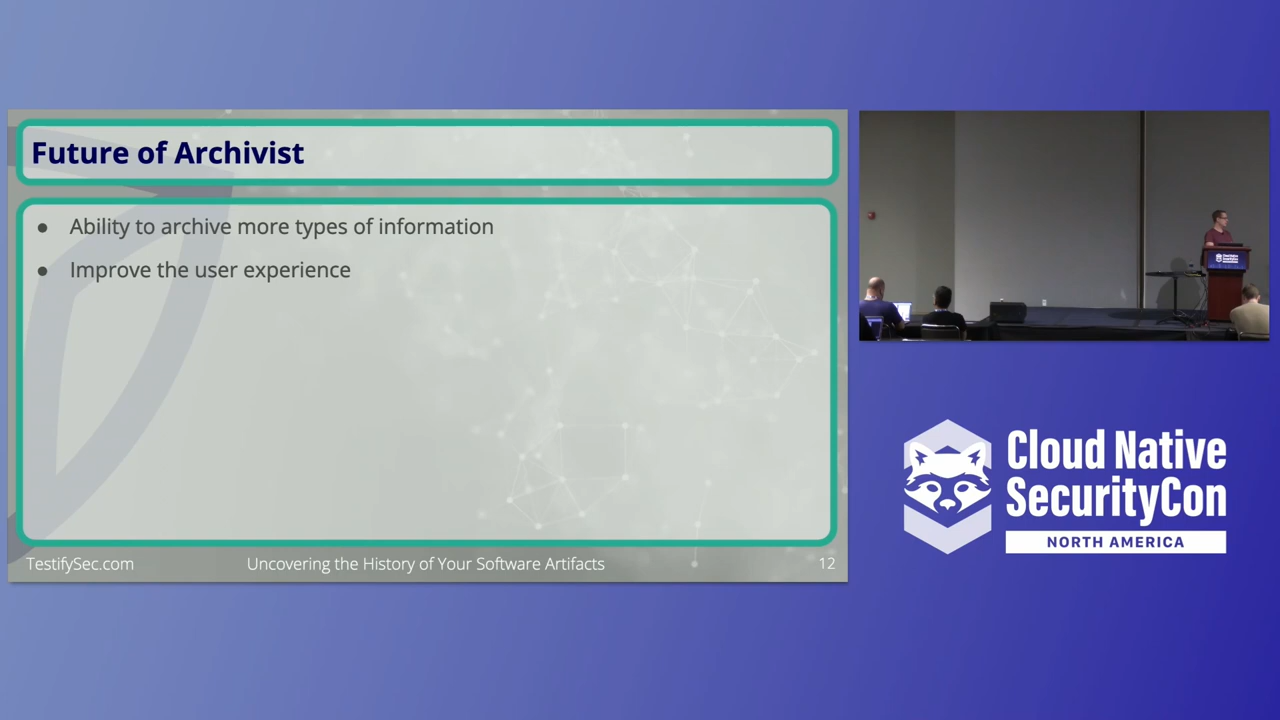 Future of Archivist
● Ability to archive more types of information
● Improve the user experience
TestifySec.com
Uncovering the History of Your Software Artifacts
12
Cloud Native
SecurityCon
NORTH AMERICA